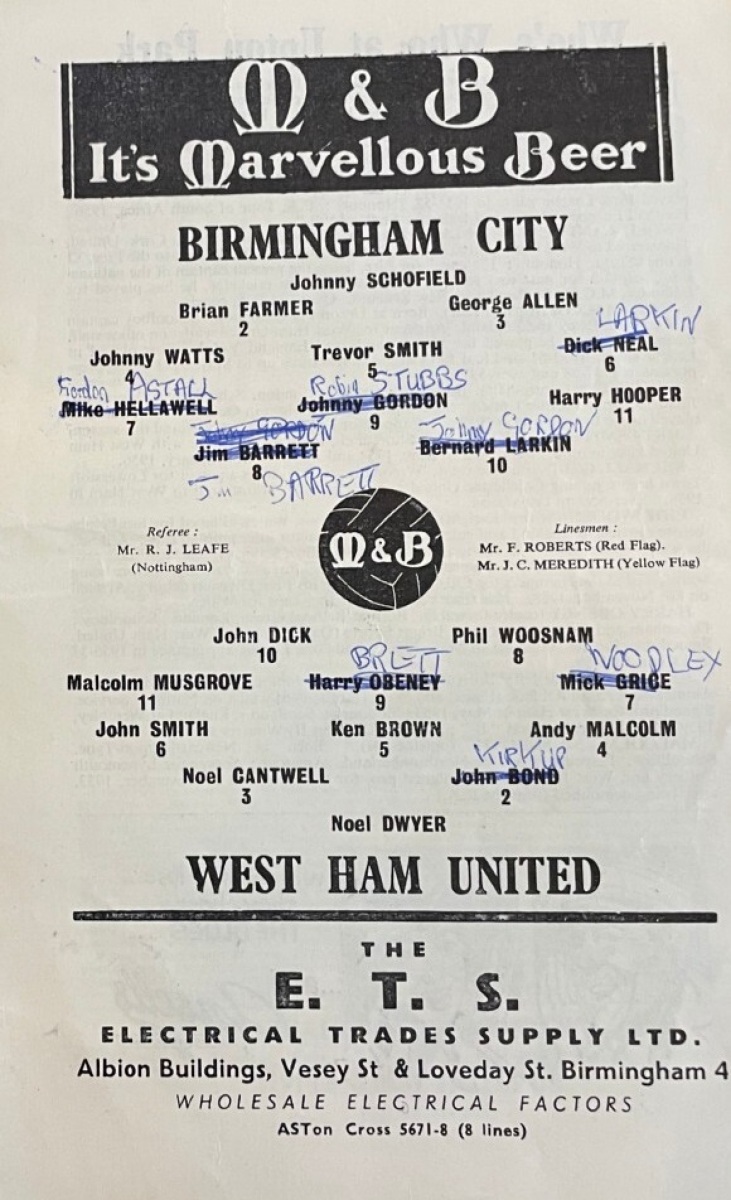 M & B
It's Marvellous Beer
BIRMINGHAM CITY
Johnny SCHOFIELD
Brian FARMER
2
George ALLEN
3
LARKIN
Johnny WATTS
4
Trevor SMITH
5
Dick NEAL
6
Gordon ASTALL
Mike HELLAWELL
7
Robin STUBBS
Johnny GORDON
9
Harry HOOPER
11
GORDON
Jim BARRETT
8
Jim BARRETT
Johnny GORDON
Bernard LARKIN
10
Referee :
Mr. R. J. LEAFE
(Nottingham)
M & B
Linesmen :
Mr. F. ROBERTS (Red Flag).
Mr. J. C. MEREDITH (Yellow Flag)
John DICK
10
Phil WOOSNAM
8
Malcolm MUSGROVE
11
BRETT
Harry OBENEY
9
WOODLEY
Mick GRICE
7
John SMITH
6
Ken BROWN
5
Andy MALCOLM
4
Noel CANTWELL
3
KIRKUP
John BOND
2
Noel DWYER
WEST HAM UNITED
THE
E. T. S.
ELECTRICAL TRADES SUPPLY LTD.
Albion Buildings, Vesey St & Loveday St. Birmingham 4
WHOLESALE ELECTRICAL FACTORS
ASTon Cross 5671-8 (8 lines)